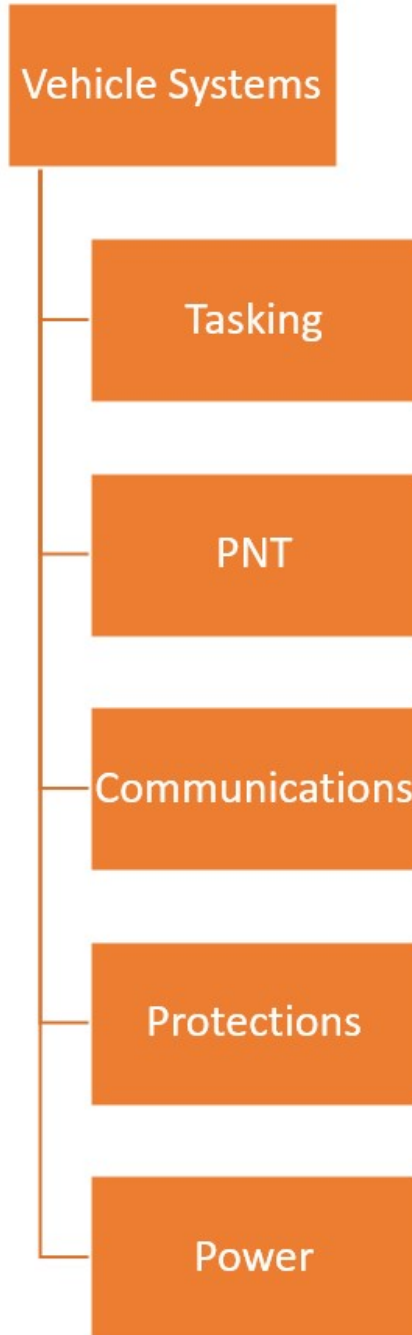 Vehicle Systems
Tasking
PNT
Communications
Protections
Power